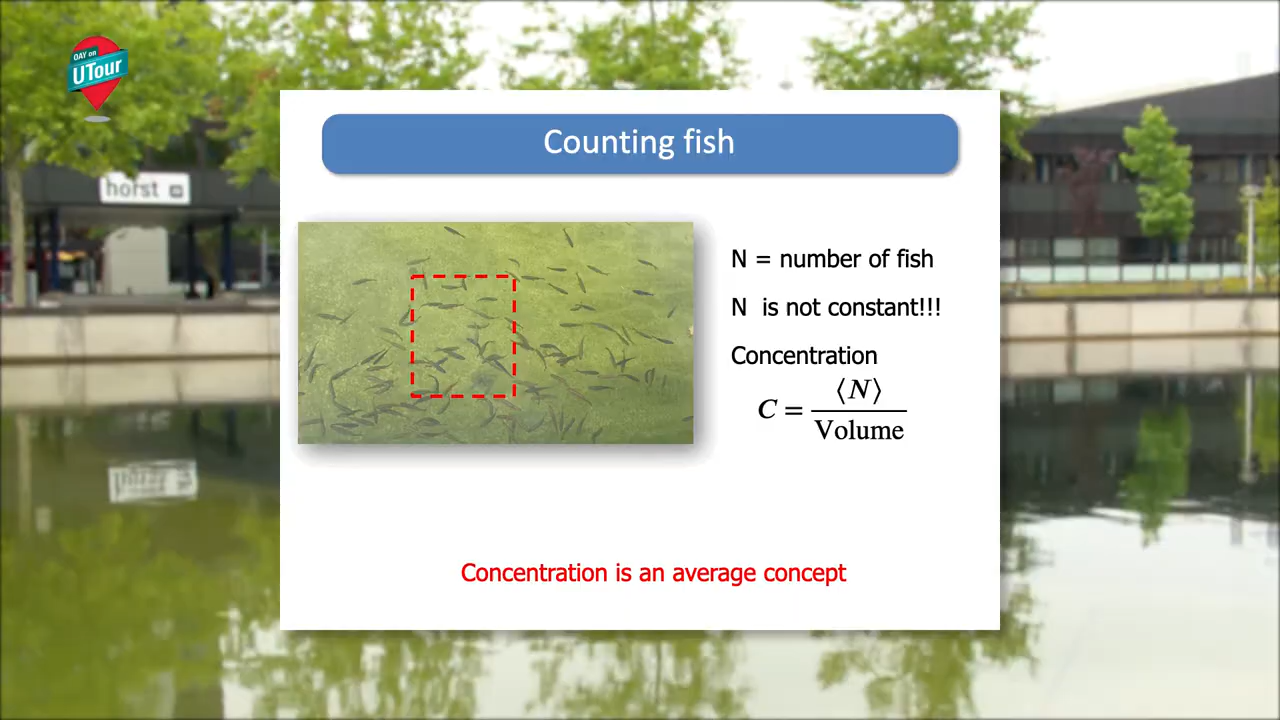 DAY on
UTour
horst
Counting fish
N = number of fish
N is not constant!!!
Concentration
C = ⟨N⟩ / Volume
Concentration is an average concept